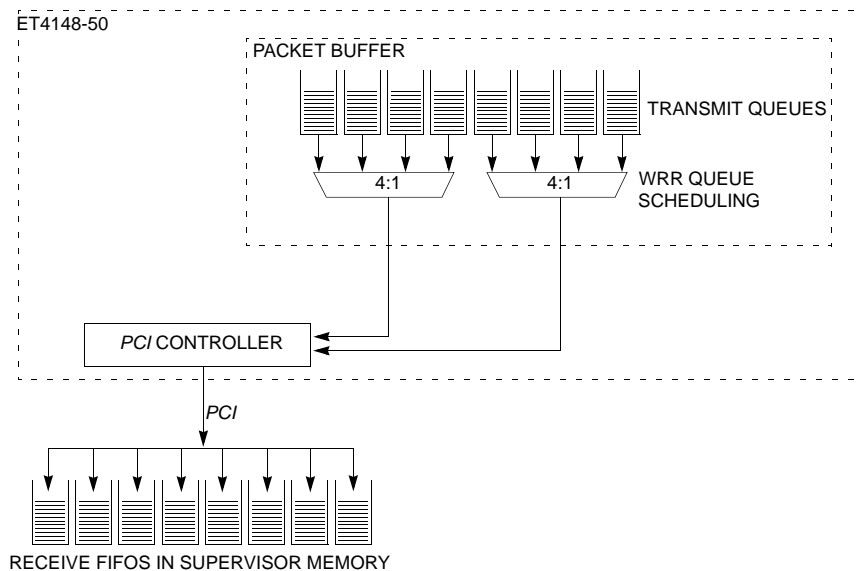 ET4148-50
PACKET BUFFER
TRANSMIT QUEUES
4:1
4:1
WRR QUEUE
SCHEDULING
PCI CONTROLLER
PCI
RECEIVE FIFOS IN SUPERVISOR MEMORY